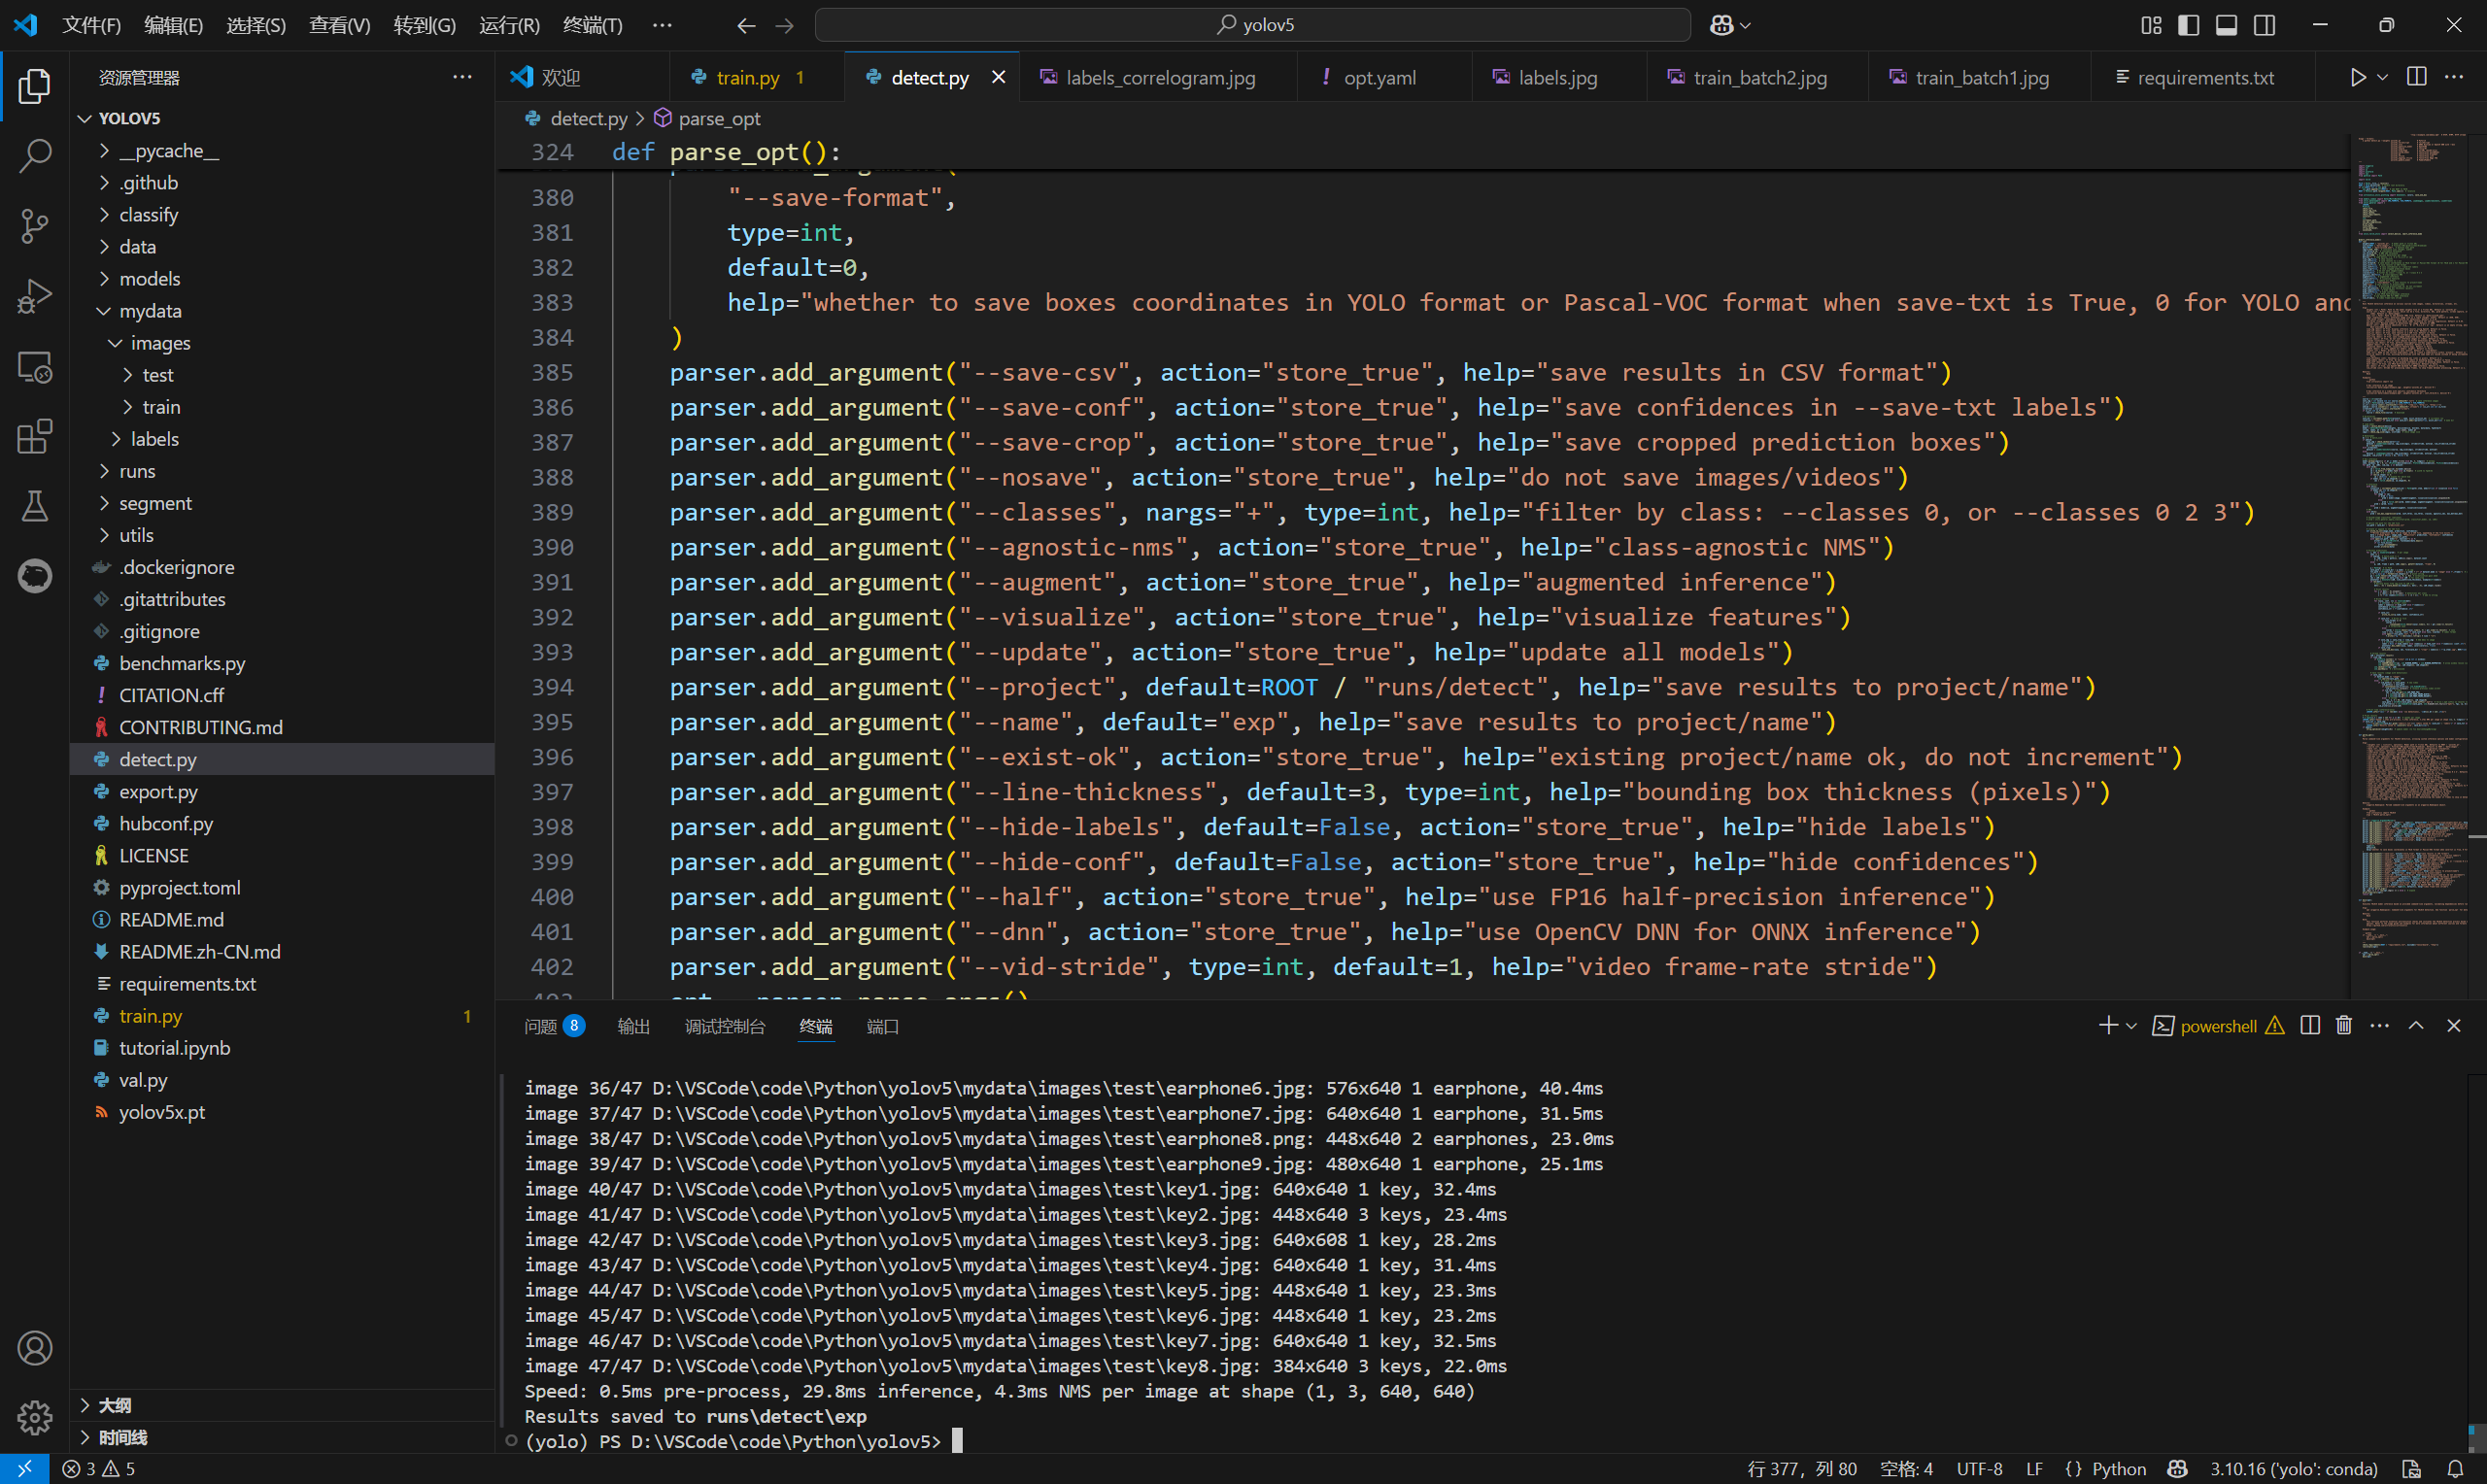 文件(F) 编辑(E) 选择(S) 查看(V) 转到(G) 运行(R) 终端(T) ··· yolov5
资源管理器 ···
YOLOV5
__pycache__
.github
classify
data
models
mydata
images
test
train
labels
runs
segment
utils
.dockerignore
.gitattributes
.gitignore
benchmarks.py
CITATION.cff
CONTRIBUTING.md
detect.py
export.py
hubconf.py
LICENSE
pyproject.toml
README.md
README.zh-CN.md
requirements.txt
train.py 1
tutorial.ipynb
val.py
yolov5x.pt
大纲
时间线
欢迎 train.py 1 detect.py labels_correlogram.jpg opt.yaml labels.jpg train_batch2.jpg train_batch1.jpg requirements.txt
detect.py > parse_opt
324 def parse_opt():
380 "--save-format",
381 type=int,
382 default=0,
383 help="whether to save boxes coordinates in YOLO format or Pascal-VOC format when save-txt is True, 0 for YOLO and
384 )
385 parser.add_argument("--save-csv", action="store_true", help="save results in CSV format")
386 parser.add_argument("--save-conf", action="store_true", help="save confidences in --save-txt labels")
387 parser.add_argument("--save-crop", action="store_true", help="save cropped prediction boxes")
388 parser.add_argument("--nosave", action="store_true", help="do not save images/videos")
389 parser.add_argument("--classes", nargs="+", type=int, help="filter by class: --classes 0, or --classes 0 2 3")
390 parser.add_argument("--agnostic-nms", action="store_true", help="class-agnostic NMS")
391 parser.add_argument("--augment", action="store_true", help="augmented inference")
392 parser.add_argument("--visualize", action="store_true", help="visualize features")
393 parser.add_argument("--update", action="store_true", help="update all models")
394 parser.add_argument("--project", default=ROOT / "runs/detect", help="save results to project/name")
395 parser.add_argument("--name", default="exp", help="save results to project/name")
396 parser.add_argument("--exist-ok", action="store_true", help="existing project/name ok, do not increment")
397 parser.add_argument("--line-thickness", default=3, type=int, help="bounding box thickness (pixels)")
398 parser.add_argument("--hide-labels", default=False, action="store_true", help="hide labels")
399 parser.add_argument("--hide-conf", default=False, action="store_true", help="hide confidences")
400 parser.add_argument("--half", action="store_true", help="use FP16 half-precision inference")
401 parser.add_argument("--dnn", action="store_true", help="use OpenCV DNN for ONNX inference")
402 parser.add_argument("--vid-stride", type=int, default=1, help="video frame-rate stride")
问题 8 输出 调试控制台 终端 端口 powershell
image 36/47 D:\VSCode\code\Python\yolov5\mydata\images\test\earphone6.jpg: 576x640 1 earphone, 40.4ms
image 37/47 D:\VSCode\code\Python\yolov5\mydata\images\test\earphone7.jpg: 640x640 1 earphone, 31.5ms
image 38/47 D:\VSCode\code\Python\yolov5\mydata\images\test\earphone8.png: 448x640 2 earphones, 23.0ms
image 39/47 D:\VSCode\code\Python\yolov5\mydata\images\test\earphone9.jpg: 480x640 1 earphone, 25.1ms
image 40/47 D:\VSCode\code\Python\yolov5\mydata\images\test\key1.jpg: 640x640 1 key, 32.4ms
image 41/47 D:\VSCode\code\Python\yolov5\mydata\images\test\key2.jpg: 448x640 3 keys, 23.4ms
image 42/47 D:\VSCode\code\Python\yolov5\mydata\images\test\key3.jpg: 640x608 1 key, 28.2ms
image 43/47 D:\VSCode\code\Python\yolov5\mydata\images\test\key4.jpg: 640x640 1 key, 31.4ms
image 44/47 D:\VSCode\code\Python\yolov5\mydata\images\test\key5.jpg: 448x640 1 key, 23.3ms
image 45/47 D:\VSCode\code\Python\yolov5\mydata\images\test\key6.jpg: 448x640 1 key, 23.2ms
image 46/47 D:\VSCode\code\Python\yolov5\mydata\images\test\key7.jpg: 640x640 1 key, 32.5ms
image 47/47 D:\VSCode\code\Python\yolov5\mydata\images\test\key8.jpg: 384x640 3 keys, 22.0ms
Speed: 0.5ms pre-process, 29.8ms inference, 4.3ms NMS per image at shape (1, 3, 640, 640)
Results saved to runs\detect\exp
(yolo) PS D:\VSCode\code\Python\yolov5>
3 5 行 377, 列 80 空格: 4 UTF-8 LF {} Python 3.10.16 ('yolo': conda)